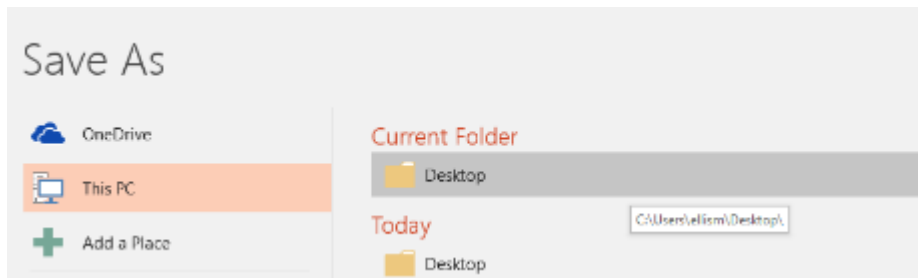 Save As
OneDrive
This PC
Add a Place
Current Folder
Desktop
C:\Users\ellism\Desktop\
Today
Desktop